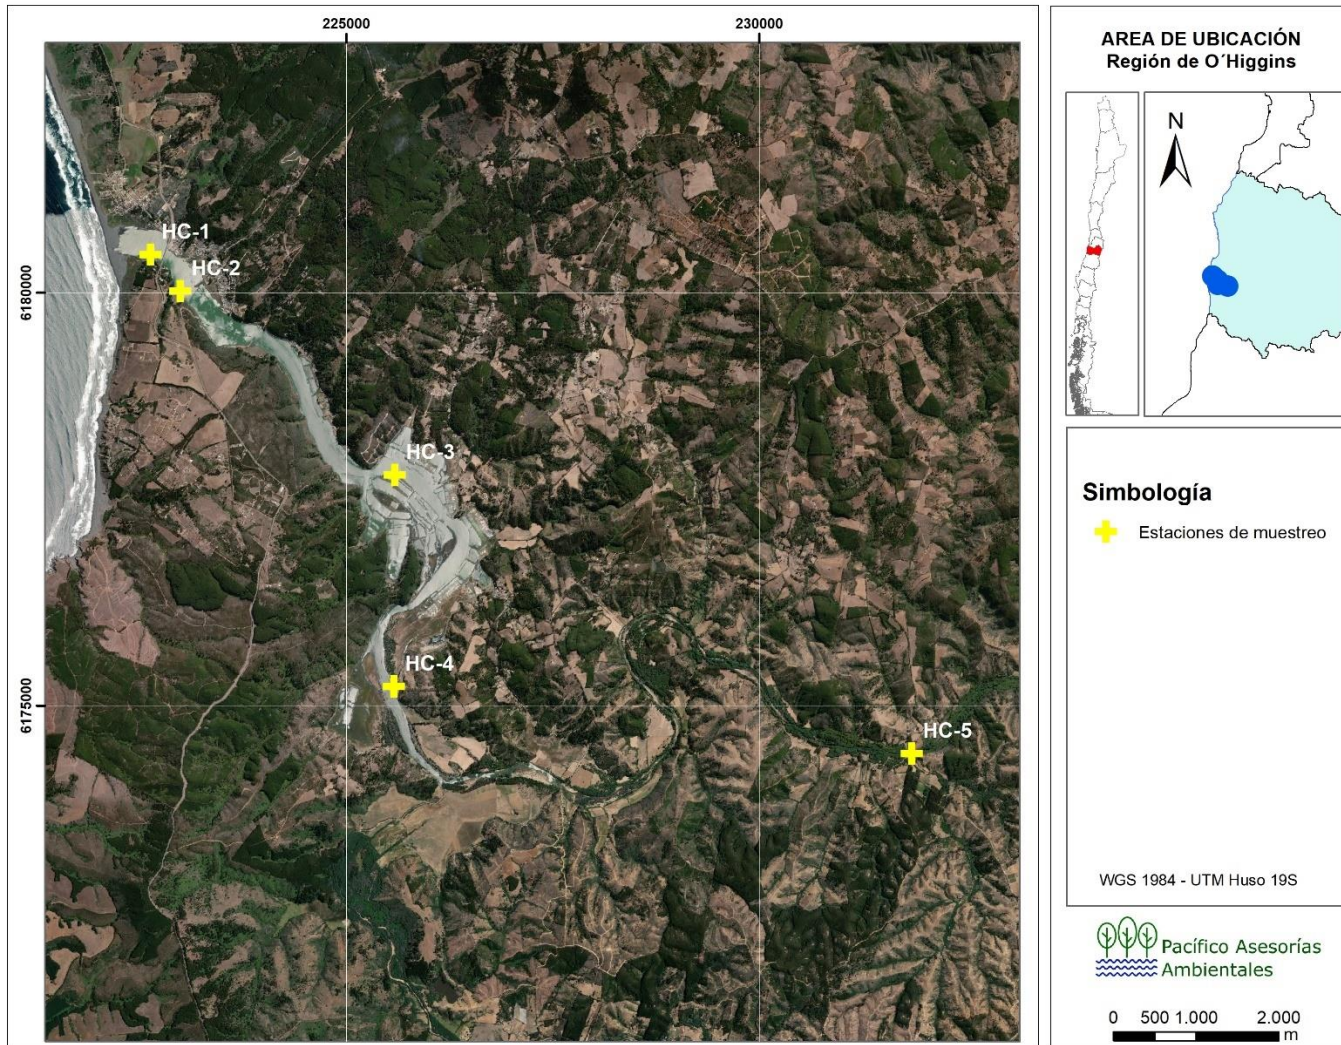 225000
230000
6180000
6175000
HC-1
HC-2
HC-3
HC-4
HC-5
AREA DE UBICACIÓN
Región de O´Higgins
N
Simbología
Estaciones de muestreo
WGS 1984 - UTM Huso 19S
Pacífico Asesorías
Ambientales
0 500 1.000 2.000
m